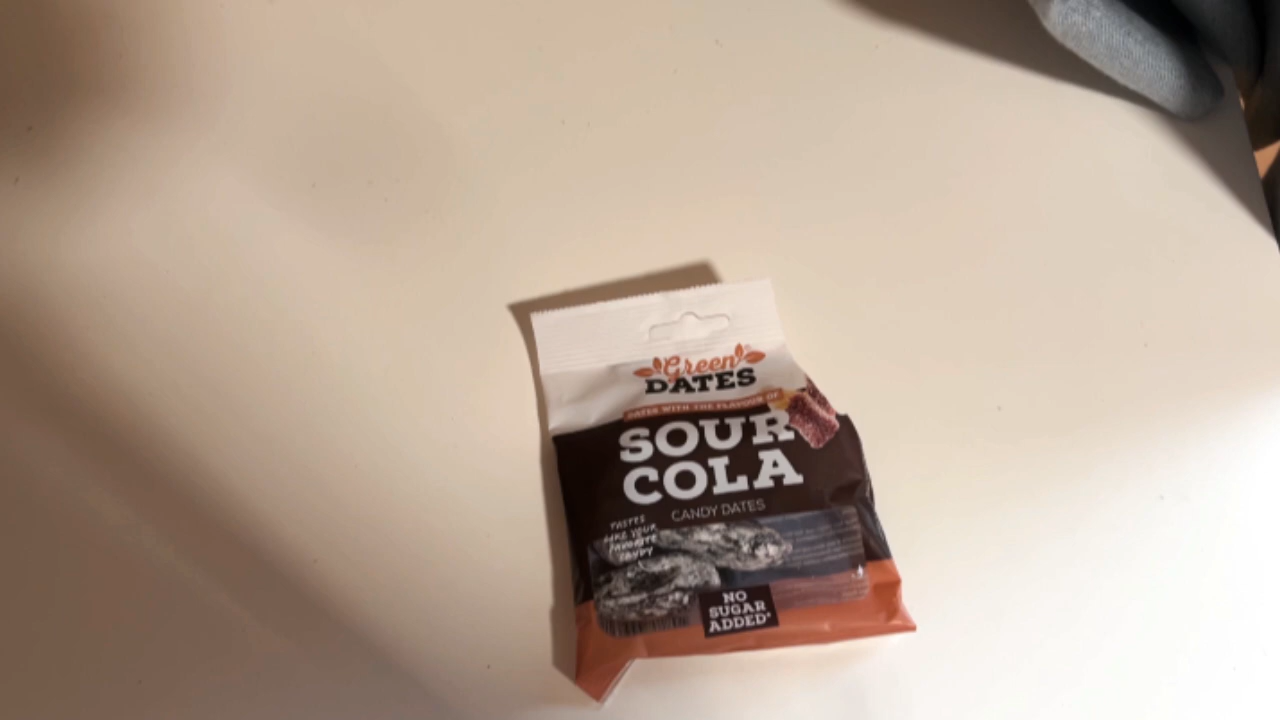 Green
DATES
DATES WITH THE FLAVOUR OF
SOUR
COLA
CANDY DATES
TASTES
LIKE YOUR
FAVORITE
CANDY
NO
SUGAR
ADDED*